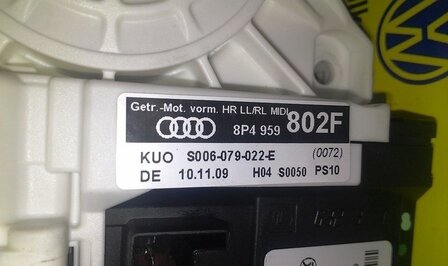 Getr.-Mot. vorm. HR LL/RL MIDI
8P4 959 802F
KUO S006-079-022-E (0072)
DE 10.11.09 H04 S0050 PS10